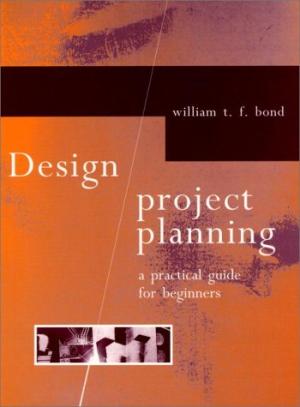 william t. f. bond
Design
project
planning
a practical guide
for beginners